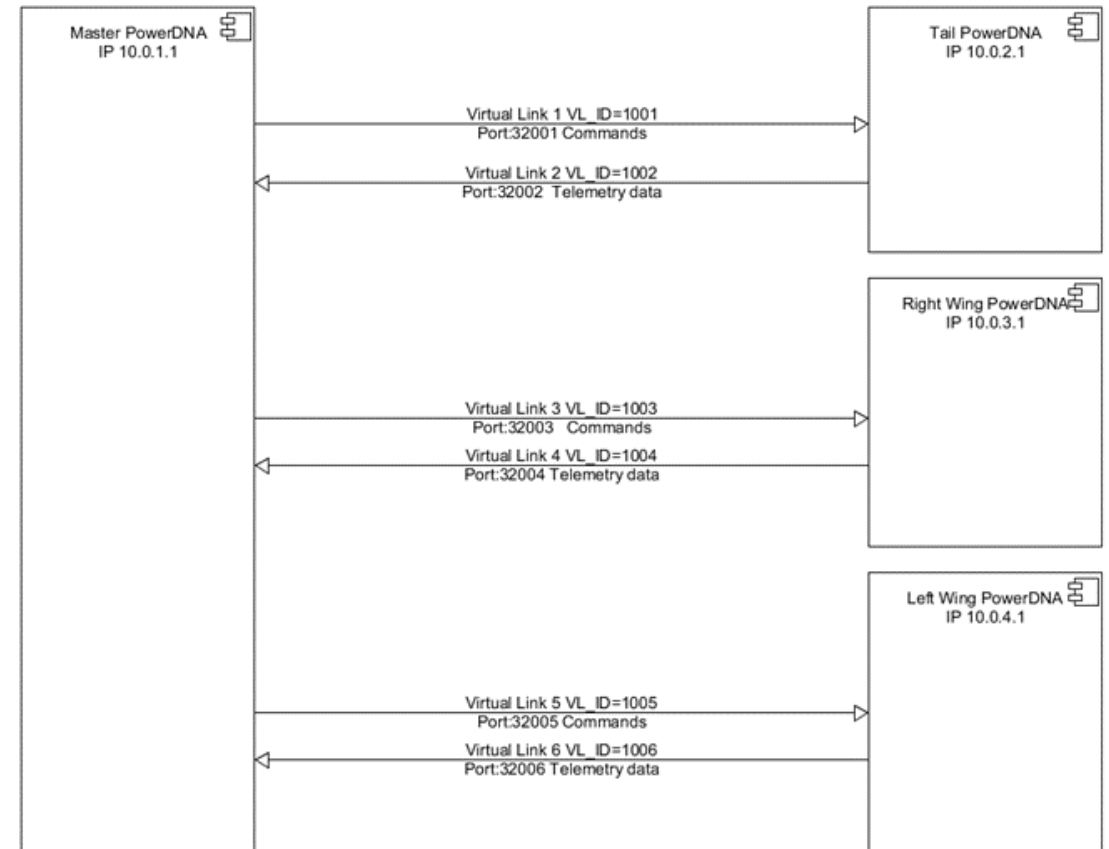 Master PowerDNA
IP 10.0.1.1
Tail PowerDNA
IP 10.0.2.1
Virtual Link 1 VL_ID=1001
Port:32001 Commands
Virtual Link 2 VL_ID=1002
Port:32002 Telemetry data
Right Wing PowerDNA
IP 10.0.3.1
Virtual Link 3 VL_ID=1003
Port:32003 Commands
Virtual Link 4 VL_ID=1004
Port:32004 Telemetry data
Left Wing PowerDNA
IP 10.0.4.1
Virtual Link 5 VL_ID=1005
Port:32005 Commands
Virtual Link 6 VL_ID=1006
Port:32006 Telemetry data